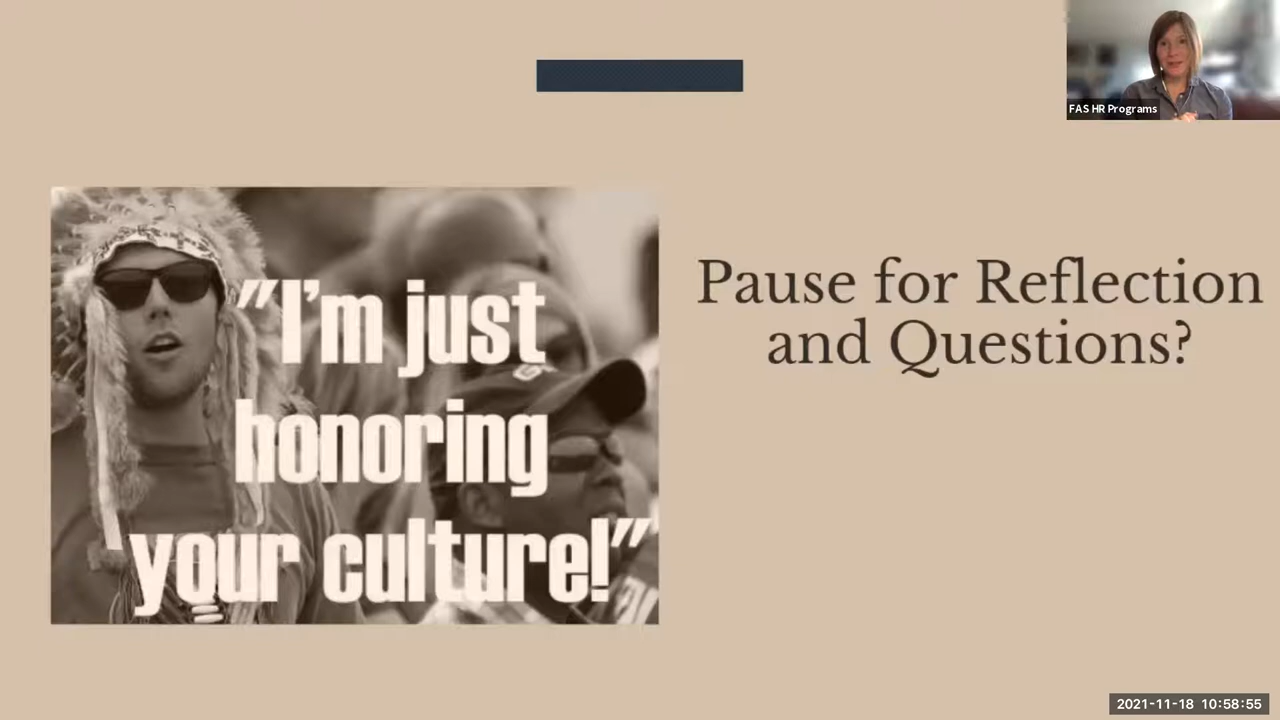 FAS HR Programs
"I'm just
honoring
your culture!"
Pause for Reflection
and Questions?
2021-11-18 10:58:55